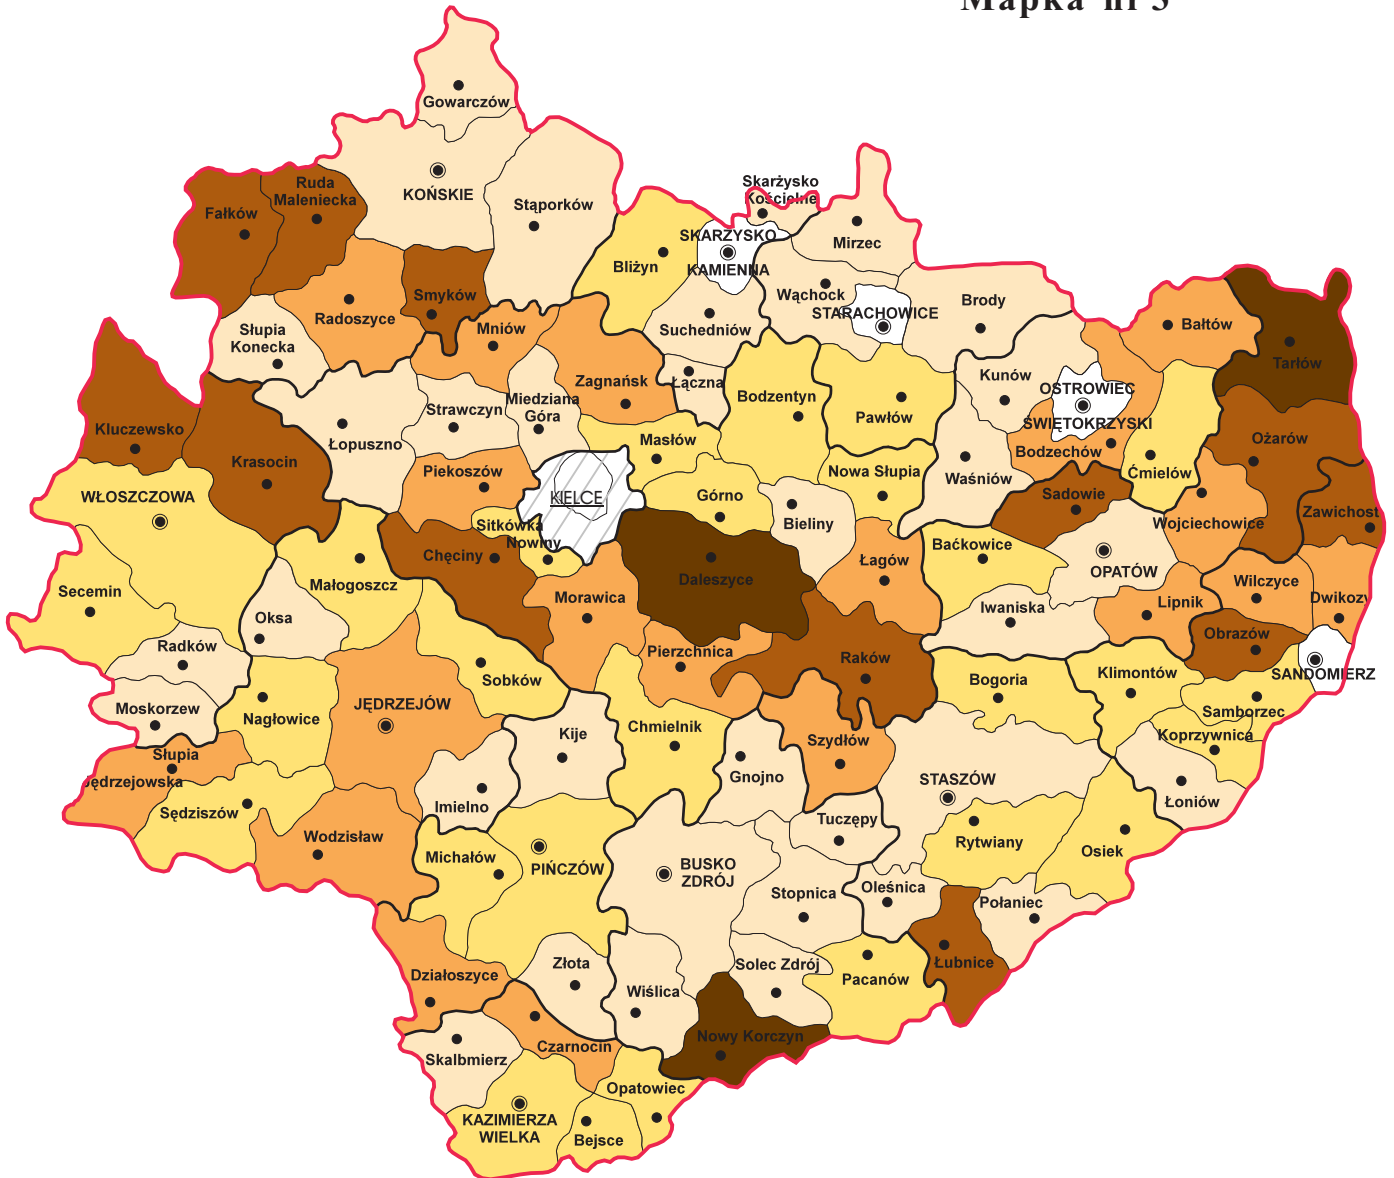 Mapka nr 3
Gowarczów
KOŃSKIE
Ruda
Maleniecka
Fałków
Stąporków
Skarżysko
Kościelne
SKARZYSKO
KAMIENNA
Mirzec
Bliżyn
Smyków
Radoszyce
Słupia
Konecka
Mniów
Suchedniów
Wąchock
STARACHOWICE
Brody
Bałtów
Tarłów
Zagnańsk
Łączna
Bodzentyn
Pawłów
Kunów
OSTROWIEC
ŚWIĘTOKRZYSKI
Bodzechów
Ćmielów
Ożarów
Kluczewsko
Krasocin
Łopuszno
Strawczyn
Miedziana
Góra
Masłów
Piekoszów
KIELCE
Górno
Nowa Słupia
Waśniów
Sadowie
Wojciechowice
Zawichost
WŁOSZCZOWA
Sitkówka
Nowiny
Bieliny
Chęciny
Daleszyce
Łagów
Baćkowice
OPATÓW
Secemin
Małogoszcz
Morawica
Iwaniska
Lipnik
Wilczyce
Dwikozy
Oksa
Radków
Pierzchnica
Raków
Obrazów
SANDOMIERZ
Sobków
Bogoria
Klimontów
Samborzec
Moskorzew
Nagłowice
JĘDRZEJÓW
Kije
Chmielnik
Szydłów
Koprzywnica
Słupia
Jędrzejowska
Gnojno
STASZÓW
Łoniów
Imielno
Sędziszów
Wodzisław
Tuczępy
Rytwiany
Osiek
Michałów
PIŃCZÓW
BUSKO
ZDRÓJ
Stopnica
Oleśnica
Połaniec
Działoszyce
Złota
Wiślica
Solec Zdrój
Pacanów
Łubnice
Nowy Korczyn
Skalbmierz
Czarnocin
Opatowiec
KAZIMIERZA
WIELKA
Bejsce